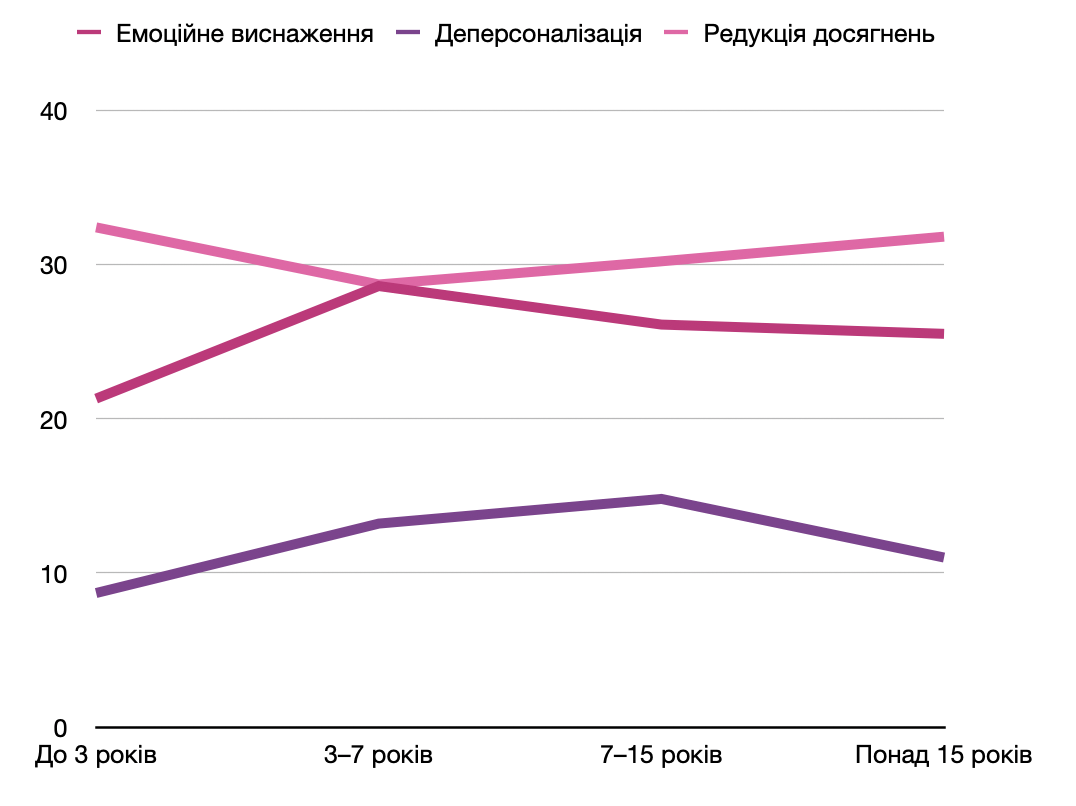 Емоційне виснаження Деперсоналізація Редукція досягнень
40
30
20
10
0
До 3 років 3–7 років 7–15 років Понад 15 років